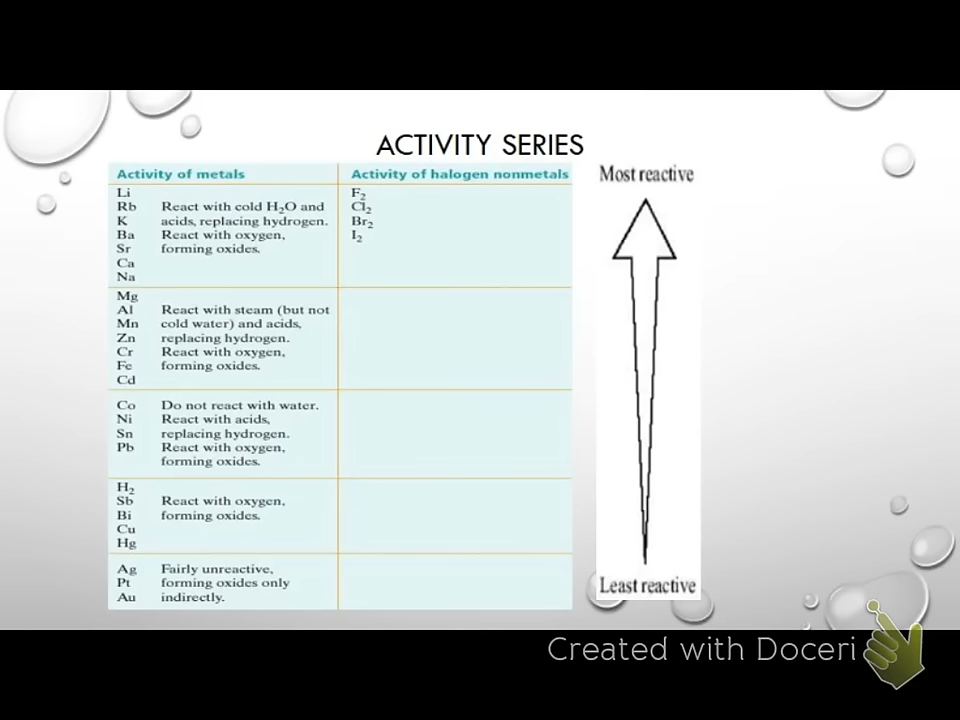 ACTIVITY SERIES
Activity of metals
Activity of halogen nonmetals
Li
Rb React with cold H₂O and
K acids, replacing hydrogen.
Ba React with oxygen,
Sr forming oxides.
Ca
Na
F₂
Cl₂
Br₂
I₂
Mg
Al React with steam (but not
Mn cold water) and acids,
Zn replacing hydrogen.
Cr React with oxygen,
Fe forming oxides.
Cd
Co Do not react with water.
Ni React with acids,
Sn replacing hydrogen.
Pb React with oxygen,
forming oxides.
H₂
Sb React with oxygen,
Bi forming oxides.
Cu
Hg
Ag Fairly unreactive,
Pt forming oxides only
Au indirectly.
Most reactive
Least reactive
Created with Doceri